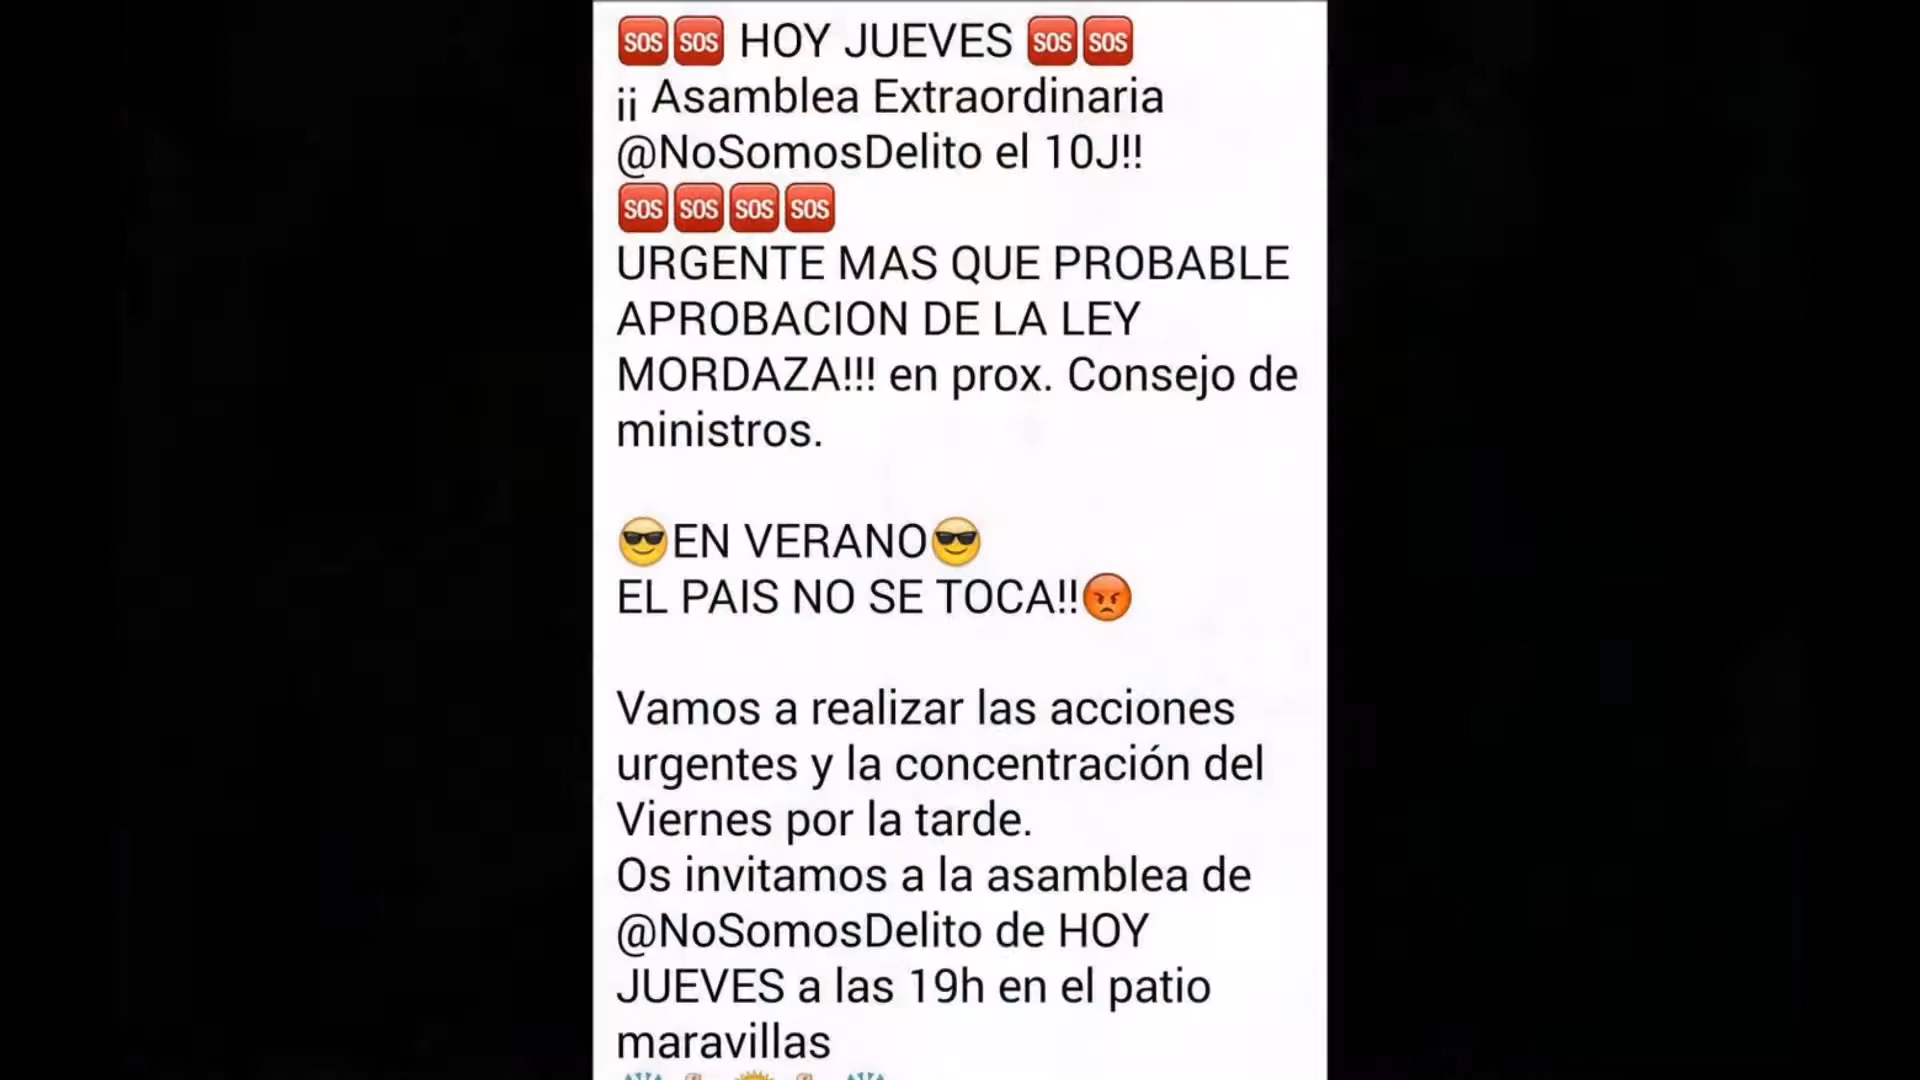 🆘🆘 HOY JUEVES 🆘🆘
¡¡ Asamblea Extraordinaria
@NoSomosDelito el 10J!!
🆘🆘🆘🆘
URGENTE MAS QUE PROBABLE
APROBACION DE LA LEY
MORDAZA!!! en prox. Consejo de
ministros.
😎EN VERANO😎
EL PAIS NO SE TOCA!!😡
Vamos a realizar las acciones
urgentes y la concentración del
Viernes por la tarde.
Os invitamos a la asamblea de
@NoSomosDelito de HOY
JUEVES a las 19h en el patio
maravillas